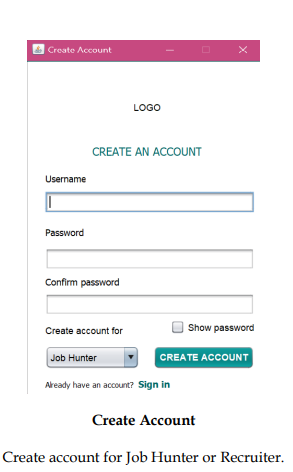 Create Account
LOGO
CREATE AN ACCOUNT
Username
Password
Confirm password
Create account for
Show password
Job Hunter
CREATE ACCOUNT
Already have an account? Sign in
Create Account
Create account for Job Hunter or Recruiter.